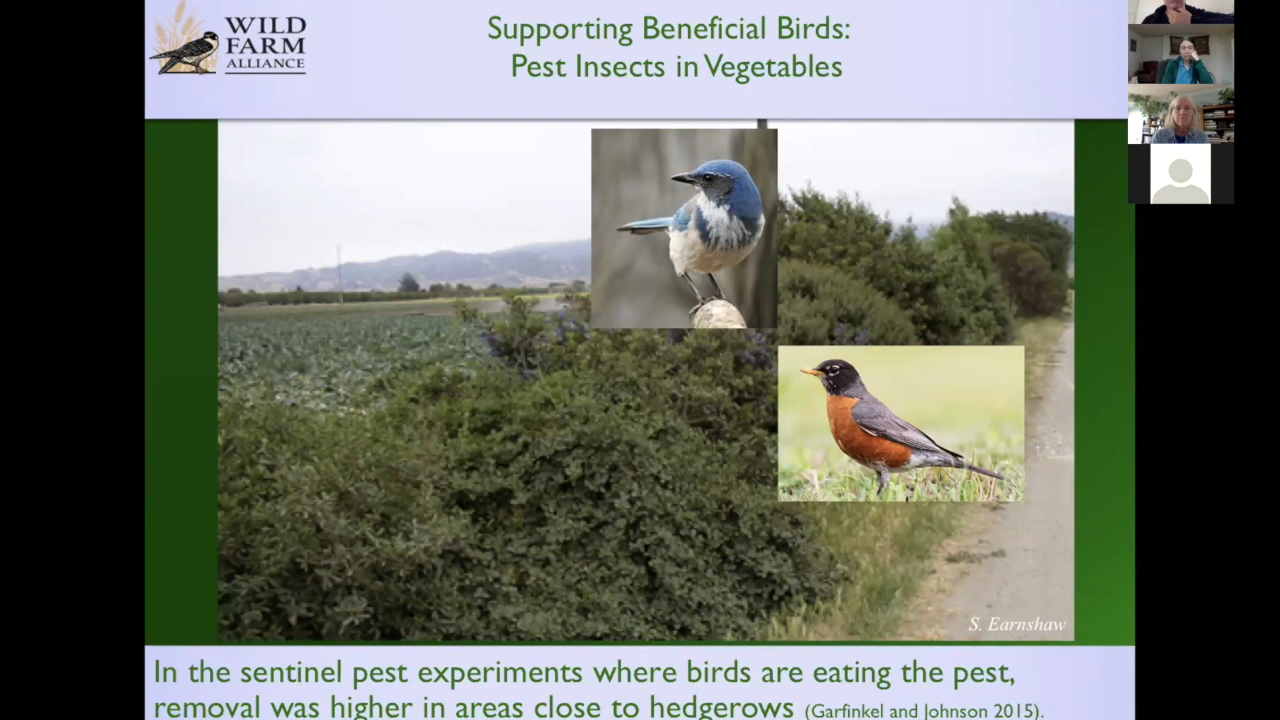 WILD
FARM
ALLIANCE
Supporting Beneficial Birds:
Pest Insects in Vegetables
S. Earnshaw
In the sentinel pest experiments where birds are eating the pest,
removal was higher in areas close to hedgerows (Garfinkel and Johnson 2015).